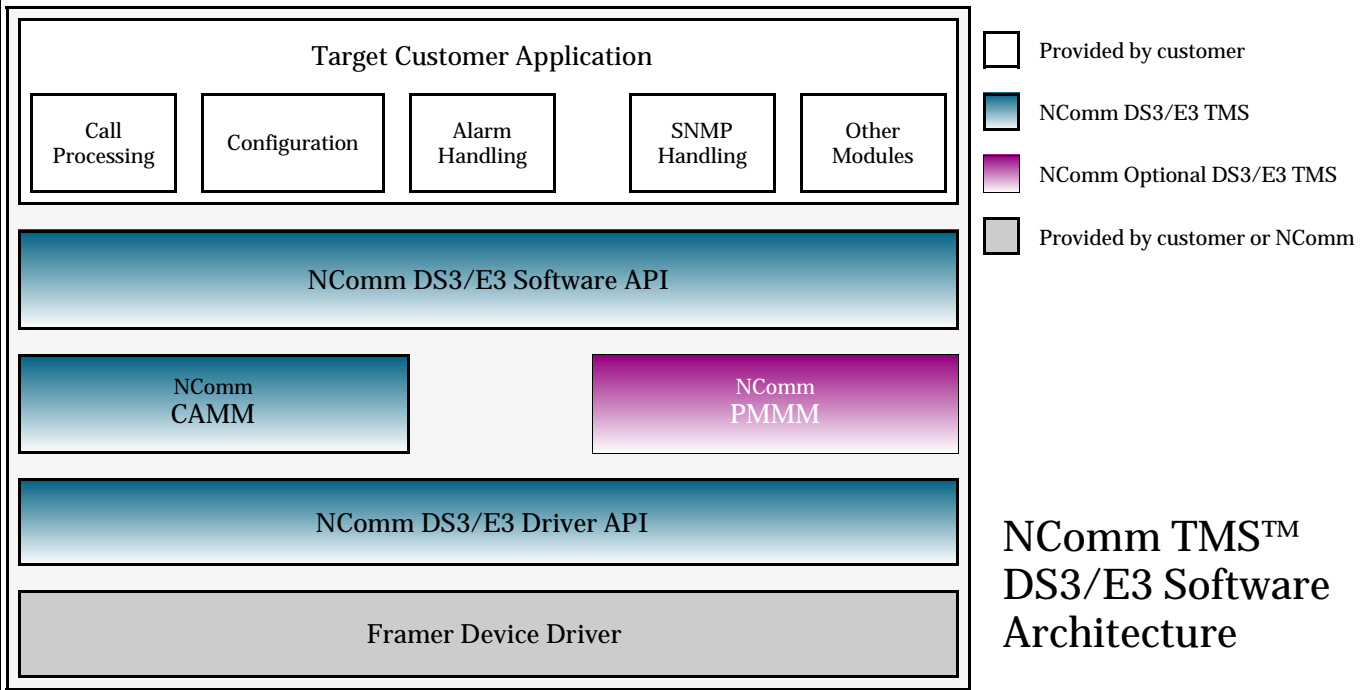 Target Customer Application
Call
Processing
Configuration
Alarm
Handling
SNMP
Handling
Other
Modules
NComm DS3/E3 Software API
NComm
CAMM
NComm
PMMM
NComm DS3/E3 Driver API
Framer Device Driver
Provided by customer
NComm DS3/E3 TMS
NComm Optional DS3/E3 TMS
Provided by customer or NComm
NComm TMS™
DS3/E3 Software
Architecture